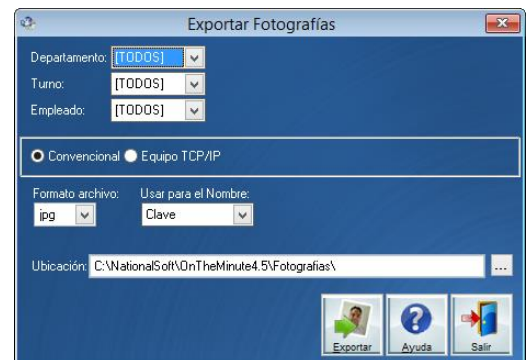 Exportar Fotografías
Departamento: [TODOS]
Turno: [TODOS]
Empleado: [TODOS]
Convencional Equipo TCP/IP
Formato archivo: Usar para el Nombre:
jpg Clave
Ubicación: C:\NationalSoft\OnTheMinute4.5\Fotografias\ ...
Exportar Ayuda Salir